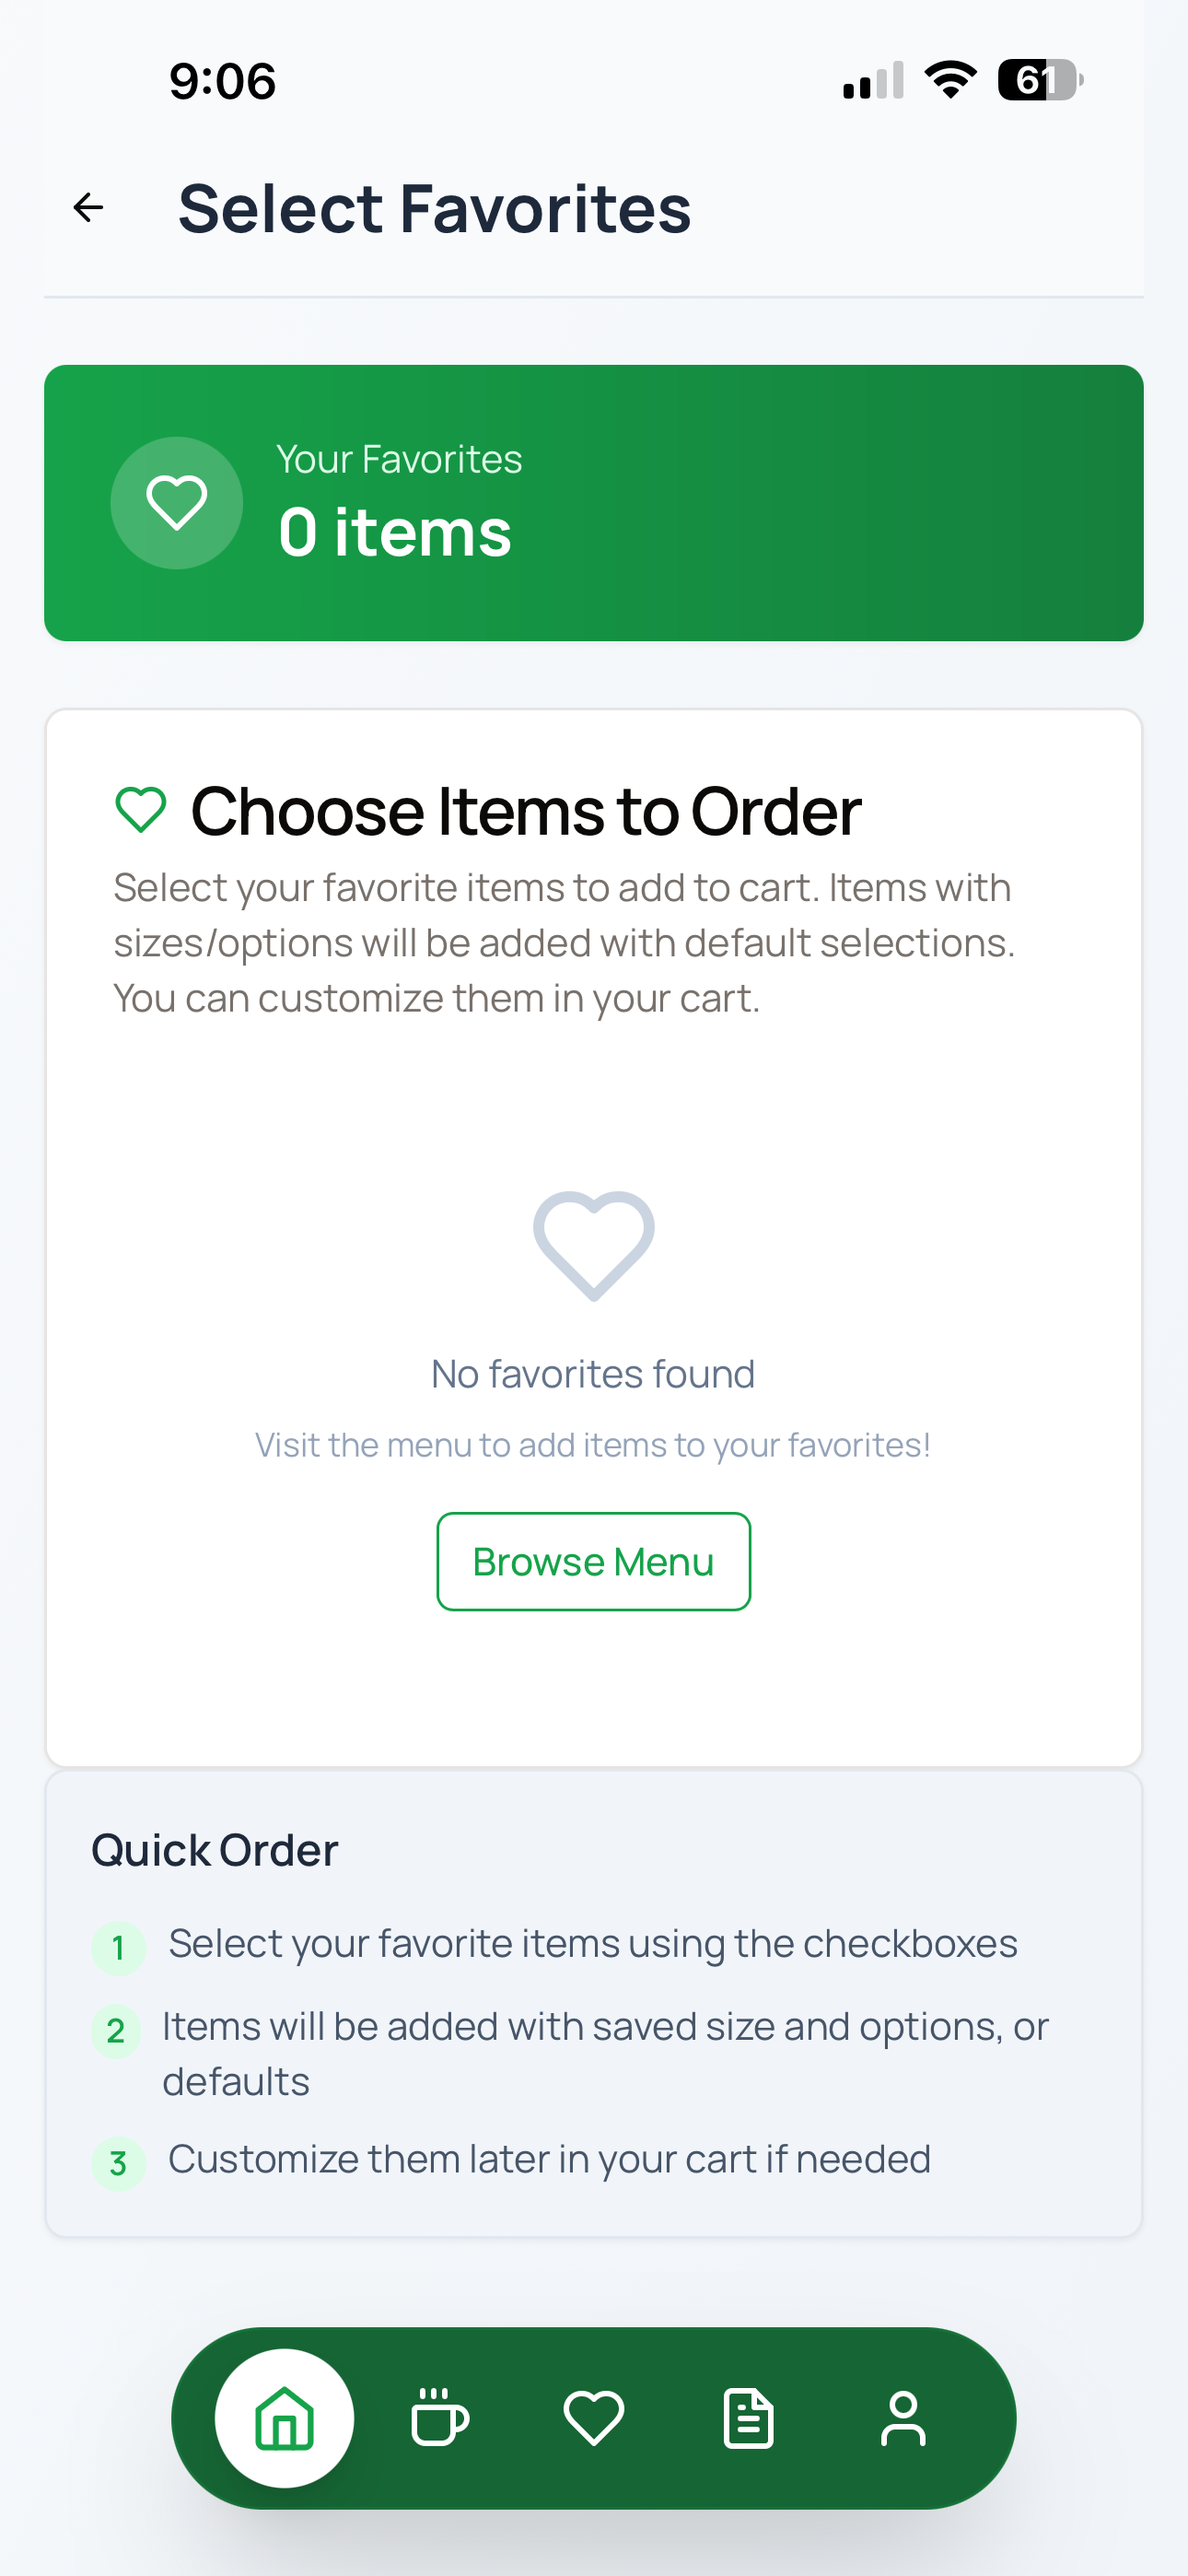 9:06
61
Select Favorites
Your Favorites
0 items
Choose Items to Order
Select your favorite items to add to cart. Items with
sizes/options will be added with default selections.
You can customize them in your cart.
No favorites found
Visit the menu to add items to your favorites!
Browse Menu
Quick Order
1 Select your favorite items using the checkboxes
2 Items will be added with saved size and options, or
defaults
3 Customize them later in your cart if needed